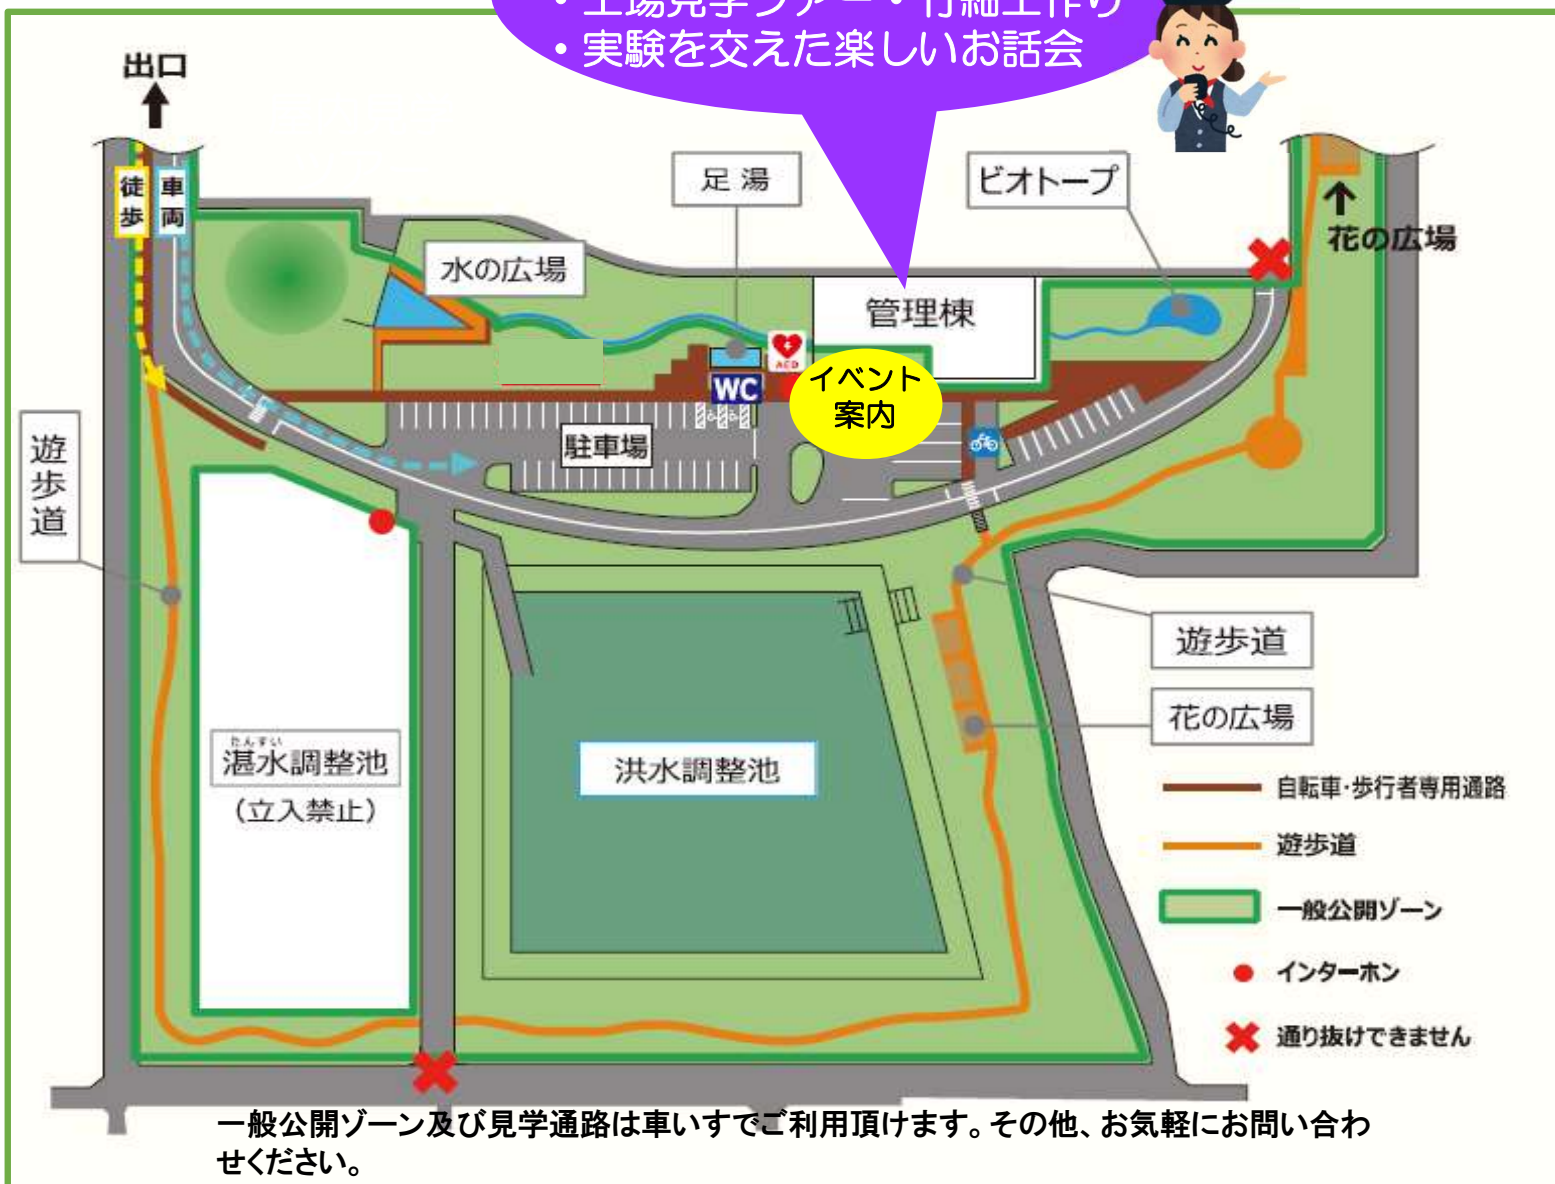 ・実験を交えた楽しいお話会
出口
徒歩
車両
足湯
ビオトープ
花の広場
水の広場
管理棟
AED
WC
イベント
案内
駐車場
遊歩道
遊歩道
花の広場
たんすい
湛水調整池
(立入禁止)
洪水調整池
自転車・歩行者専用通路
遊歩道
一般公開ゾーン
インターホン
通り抜けできません
一般公開ゾーン及び見学通路は車いすでご利用頂けます。その他、お気軽にお問い合わ
せください。